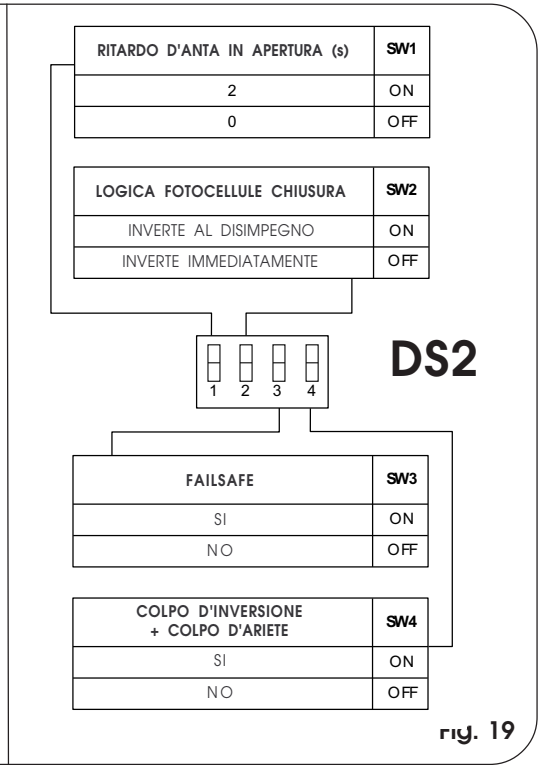 RITARDO D'ANTA IN APERTURA (s) SW1
2 ON
0 OFF
LOGICA FOTOCELLULE CHIUSURA SW2
INVERTE AL DISIMPEGNO ON
INVERTE IMMEDIATAMENTE OFF
DS2
1 2 3 4
FAILSAFE SW3
SI ON
NO OFF
COLPO D'INVERSIONE
+ COLPO D'ARIETE SW4
SI ON
NO OFF
Fig. 19